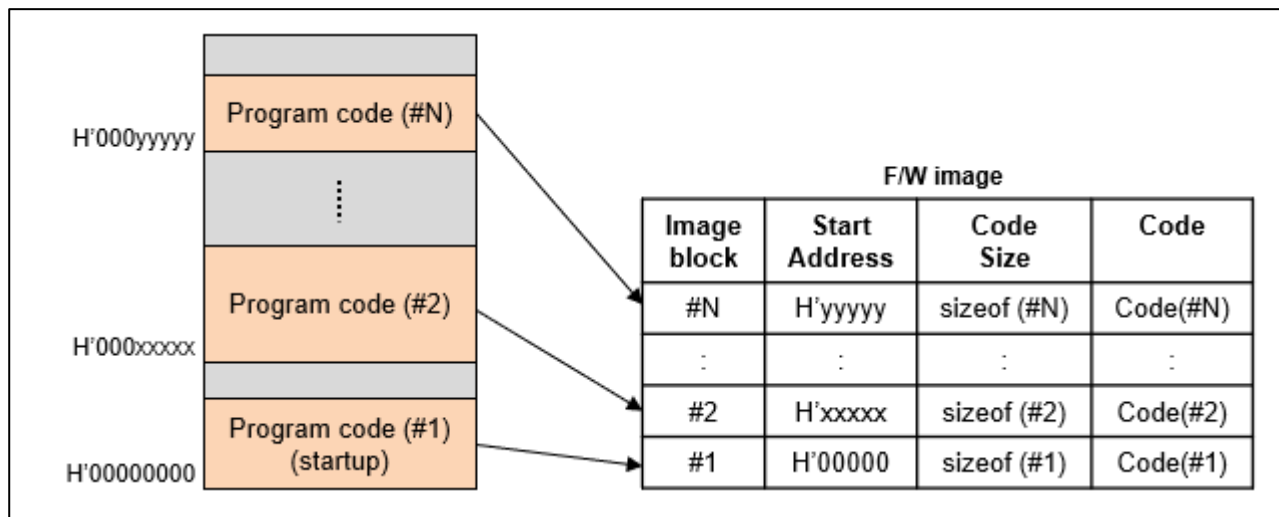 Program code (#N)
H'000yyyyy
Program code (#2)
H'000xxxxx
Program code (#1)
(startup)
H'00000000
F/W image
Image block | Start Address | Code Size | Code
#N | H'yyyyy | sizeof (#N) | Code(#N)
: | : | : | :
#2 | H'xxxxx | sizeof (#2) | Code(#2)
#1 | H'00000 | sizeof (#1) | Code(#1)